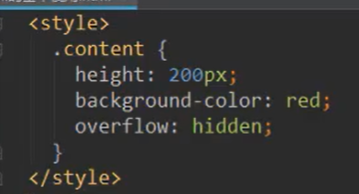 <style>
.content {
height: 200px;
background-color: red;
overflow: hidden;
}
</style>